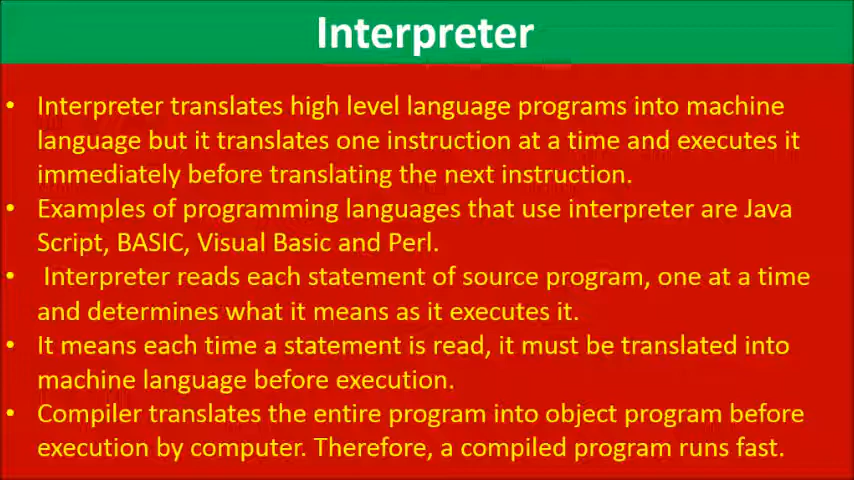 Interpreter
• Interpreter translates high level language programs into machine
language but it translates one instruction at a time and executes it
immediately before translating the next instruction.
• Examples of programming languages that use interpreter are Java
Script, BASIC, Visual Basic and Perl.
• Interpreter reads each statement of source program, one at a time
and determines what it means as it executes it.
• It means each time a statement is read, it must be translated into
machine language before execution.
• Compiler translates the entire program into object program before
execution by computer. Therefore, a compiled program runs fast.